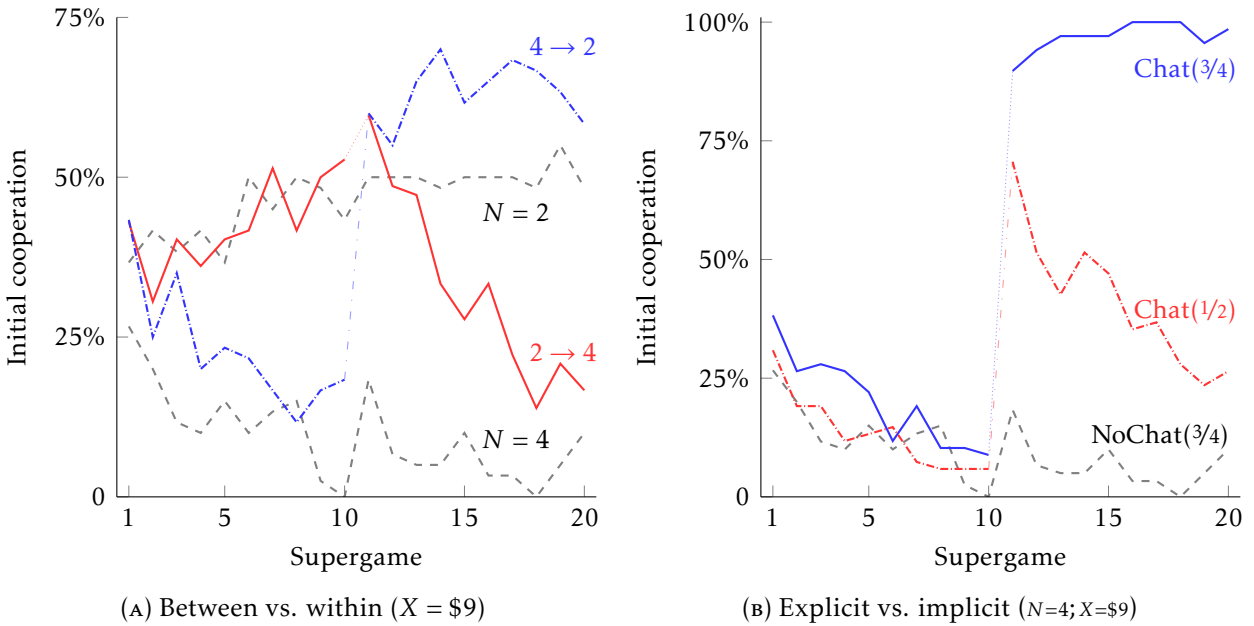 75%
50%
25%
0
Initial cooperation
4 → 2
N = 2
2 → 4
N = 4
1 5 10 15 20
Supergame
(A) Between vs. within (X = $9)
100%
75%
50%
25%
0
Initial cooperation
Chat(3/4)
Chat(1/2)
NoChat(3/4)
1 5 10 15 20
Supergame
(B) Explicit vs. implicit (N=4; X=$9)